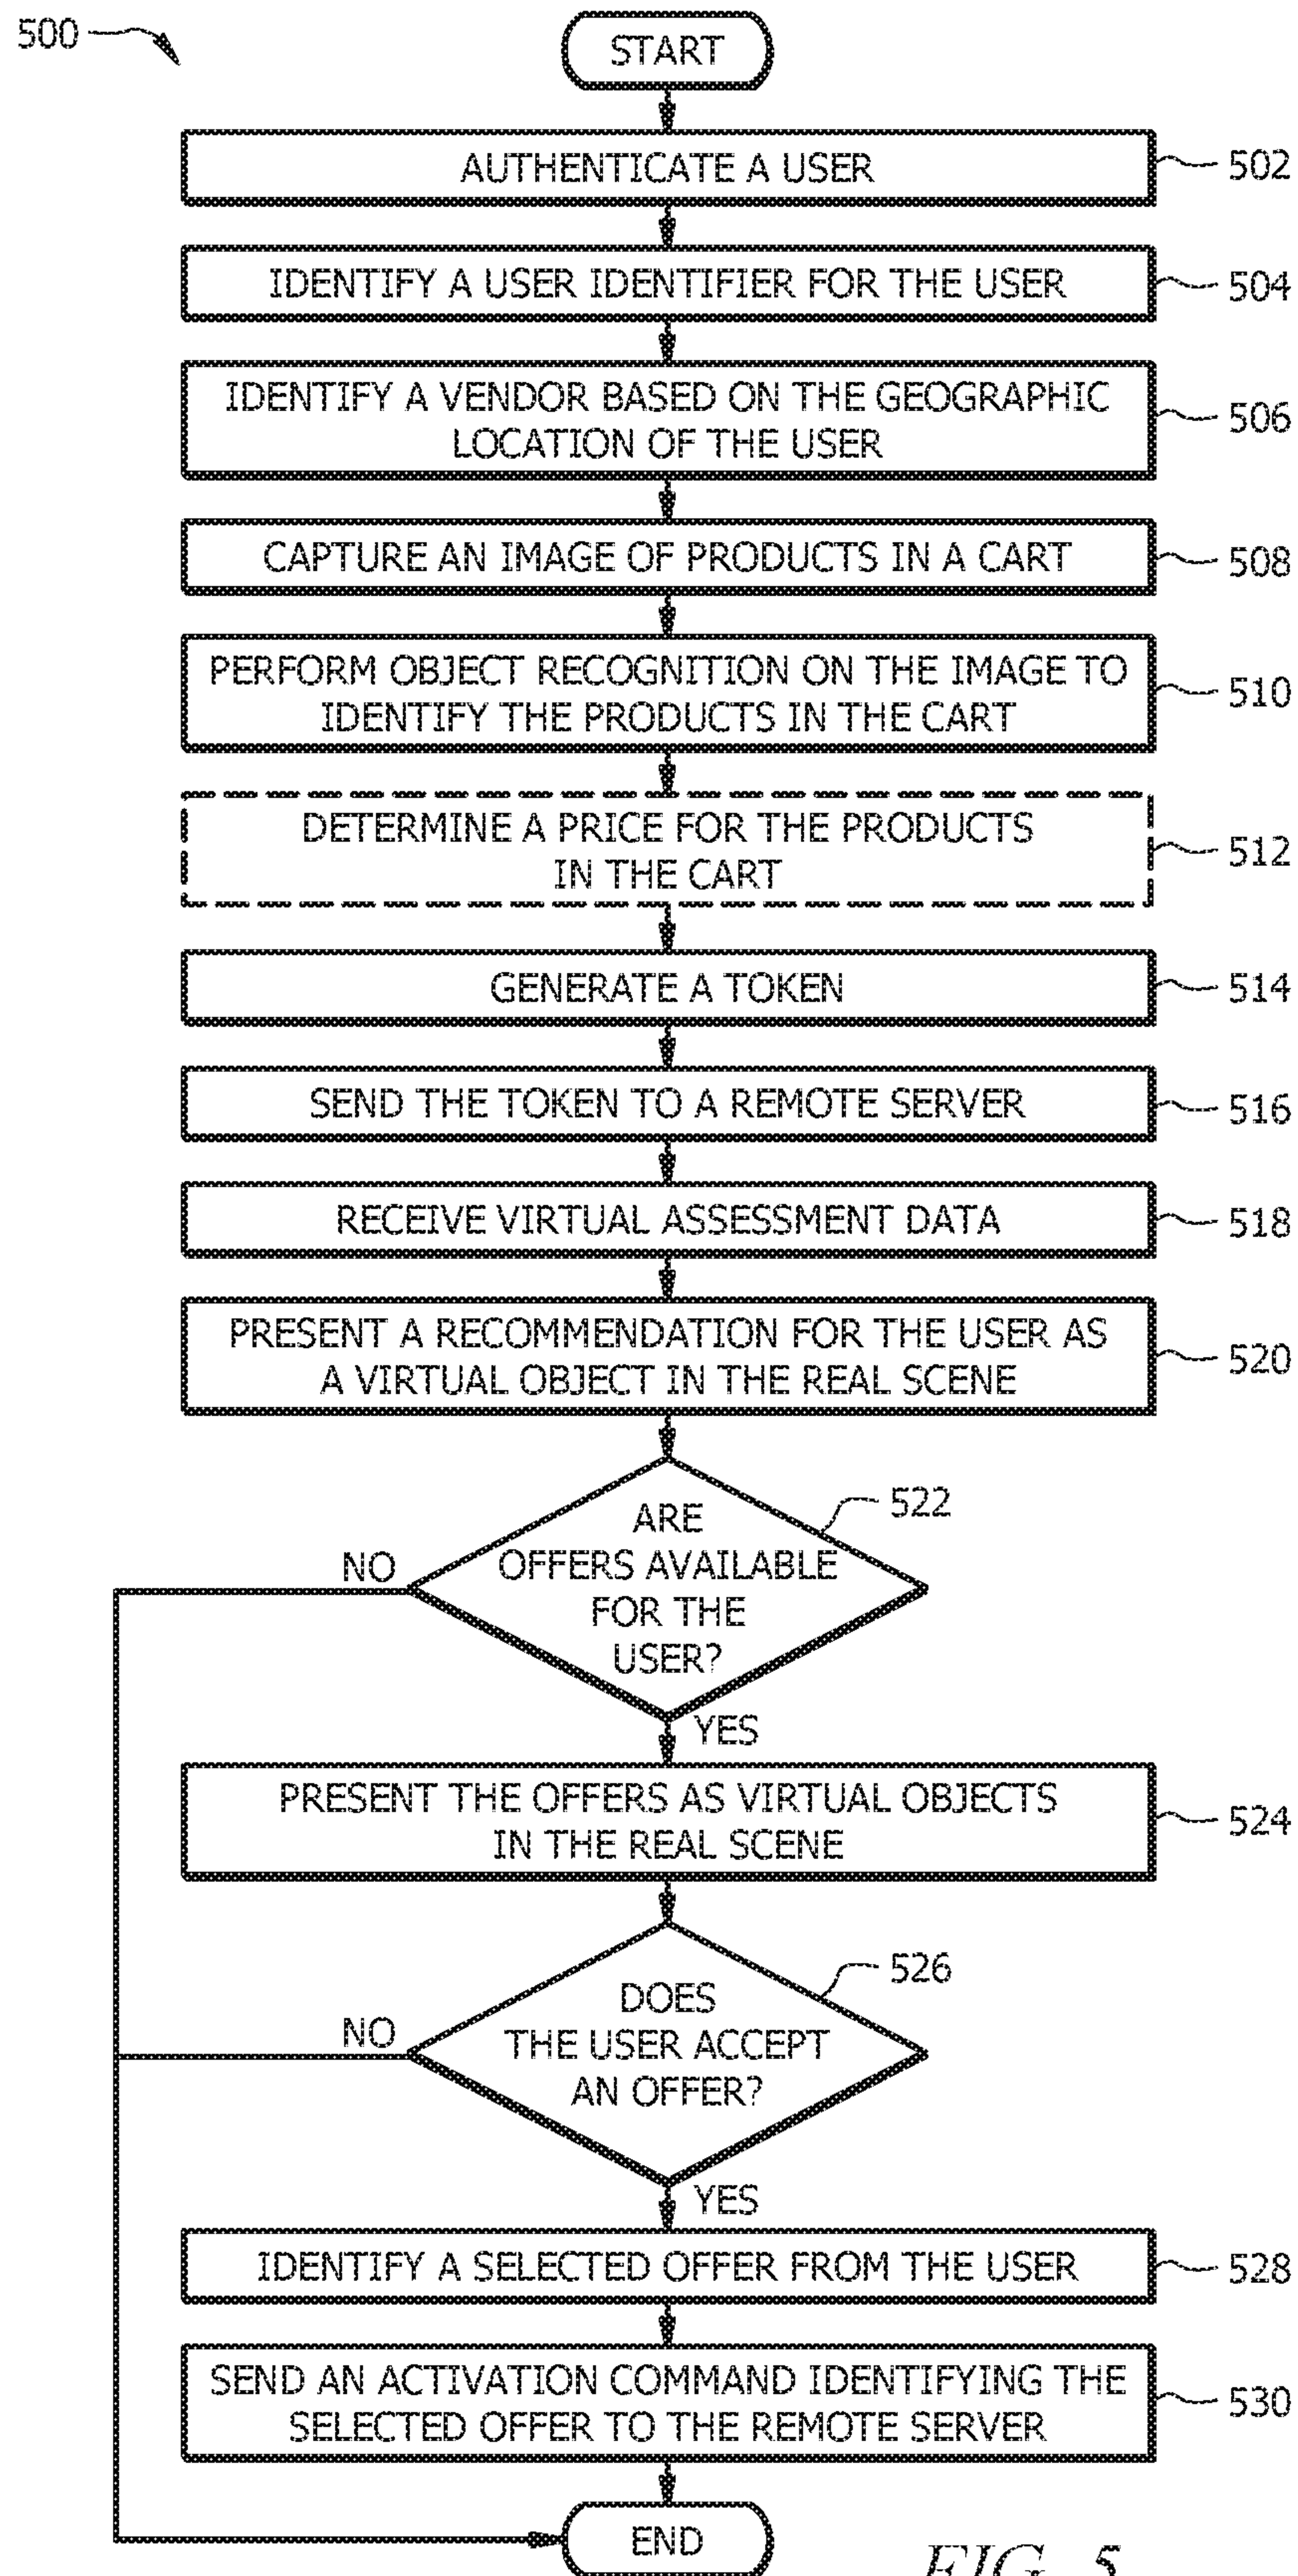 500
START
AUTHENTICATE A USER
502
IDENTIFY A USER IDENTIFIER FOR THE USER
504
IDENTIFY A VENDOR BASED ON THE GEOGRAPHIC
LOCATION OF THE USER
506
CAPTURE AN IMAGE OF PRODUCTS IN A CART
508
PERFORM OBJECT RECOGNITION ON THE IMAGE TO
IDENTIFY THE PRODUCTS IN THE CART
510
DETERMINE A PRICE FOR THE PRODUCTS
IN THE CART
512
GENERATE A TOKEN
514
SEND THE TOKEN TO A REMOTE SERVER
516
RECEIVE VIRTUAL ASSESSMENT DATA
518
PRESENT A RECOMMENDATION FOR THE USER AS
A VIRTUAL OBJECT IN THE REAL SCENE
520
522
ARE
OFFERS AVAILABLE
FOR THE
USER?
NO
YES
PRESENT THE OFFERS AS VIRTUAL OBJECTS
IN THE REAL SCENE
524
526
DOES
THE USER ACCEPT
AN OFFER?
NO
YES
IDENTIFY A SELECTED OFFER FROM THE USER
528
SEND AN ACTIVATION COMMAND IDENTIFYING THE
SELECTED OFFER TO THE REMOTE SERVER
530
END
FIG. 5